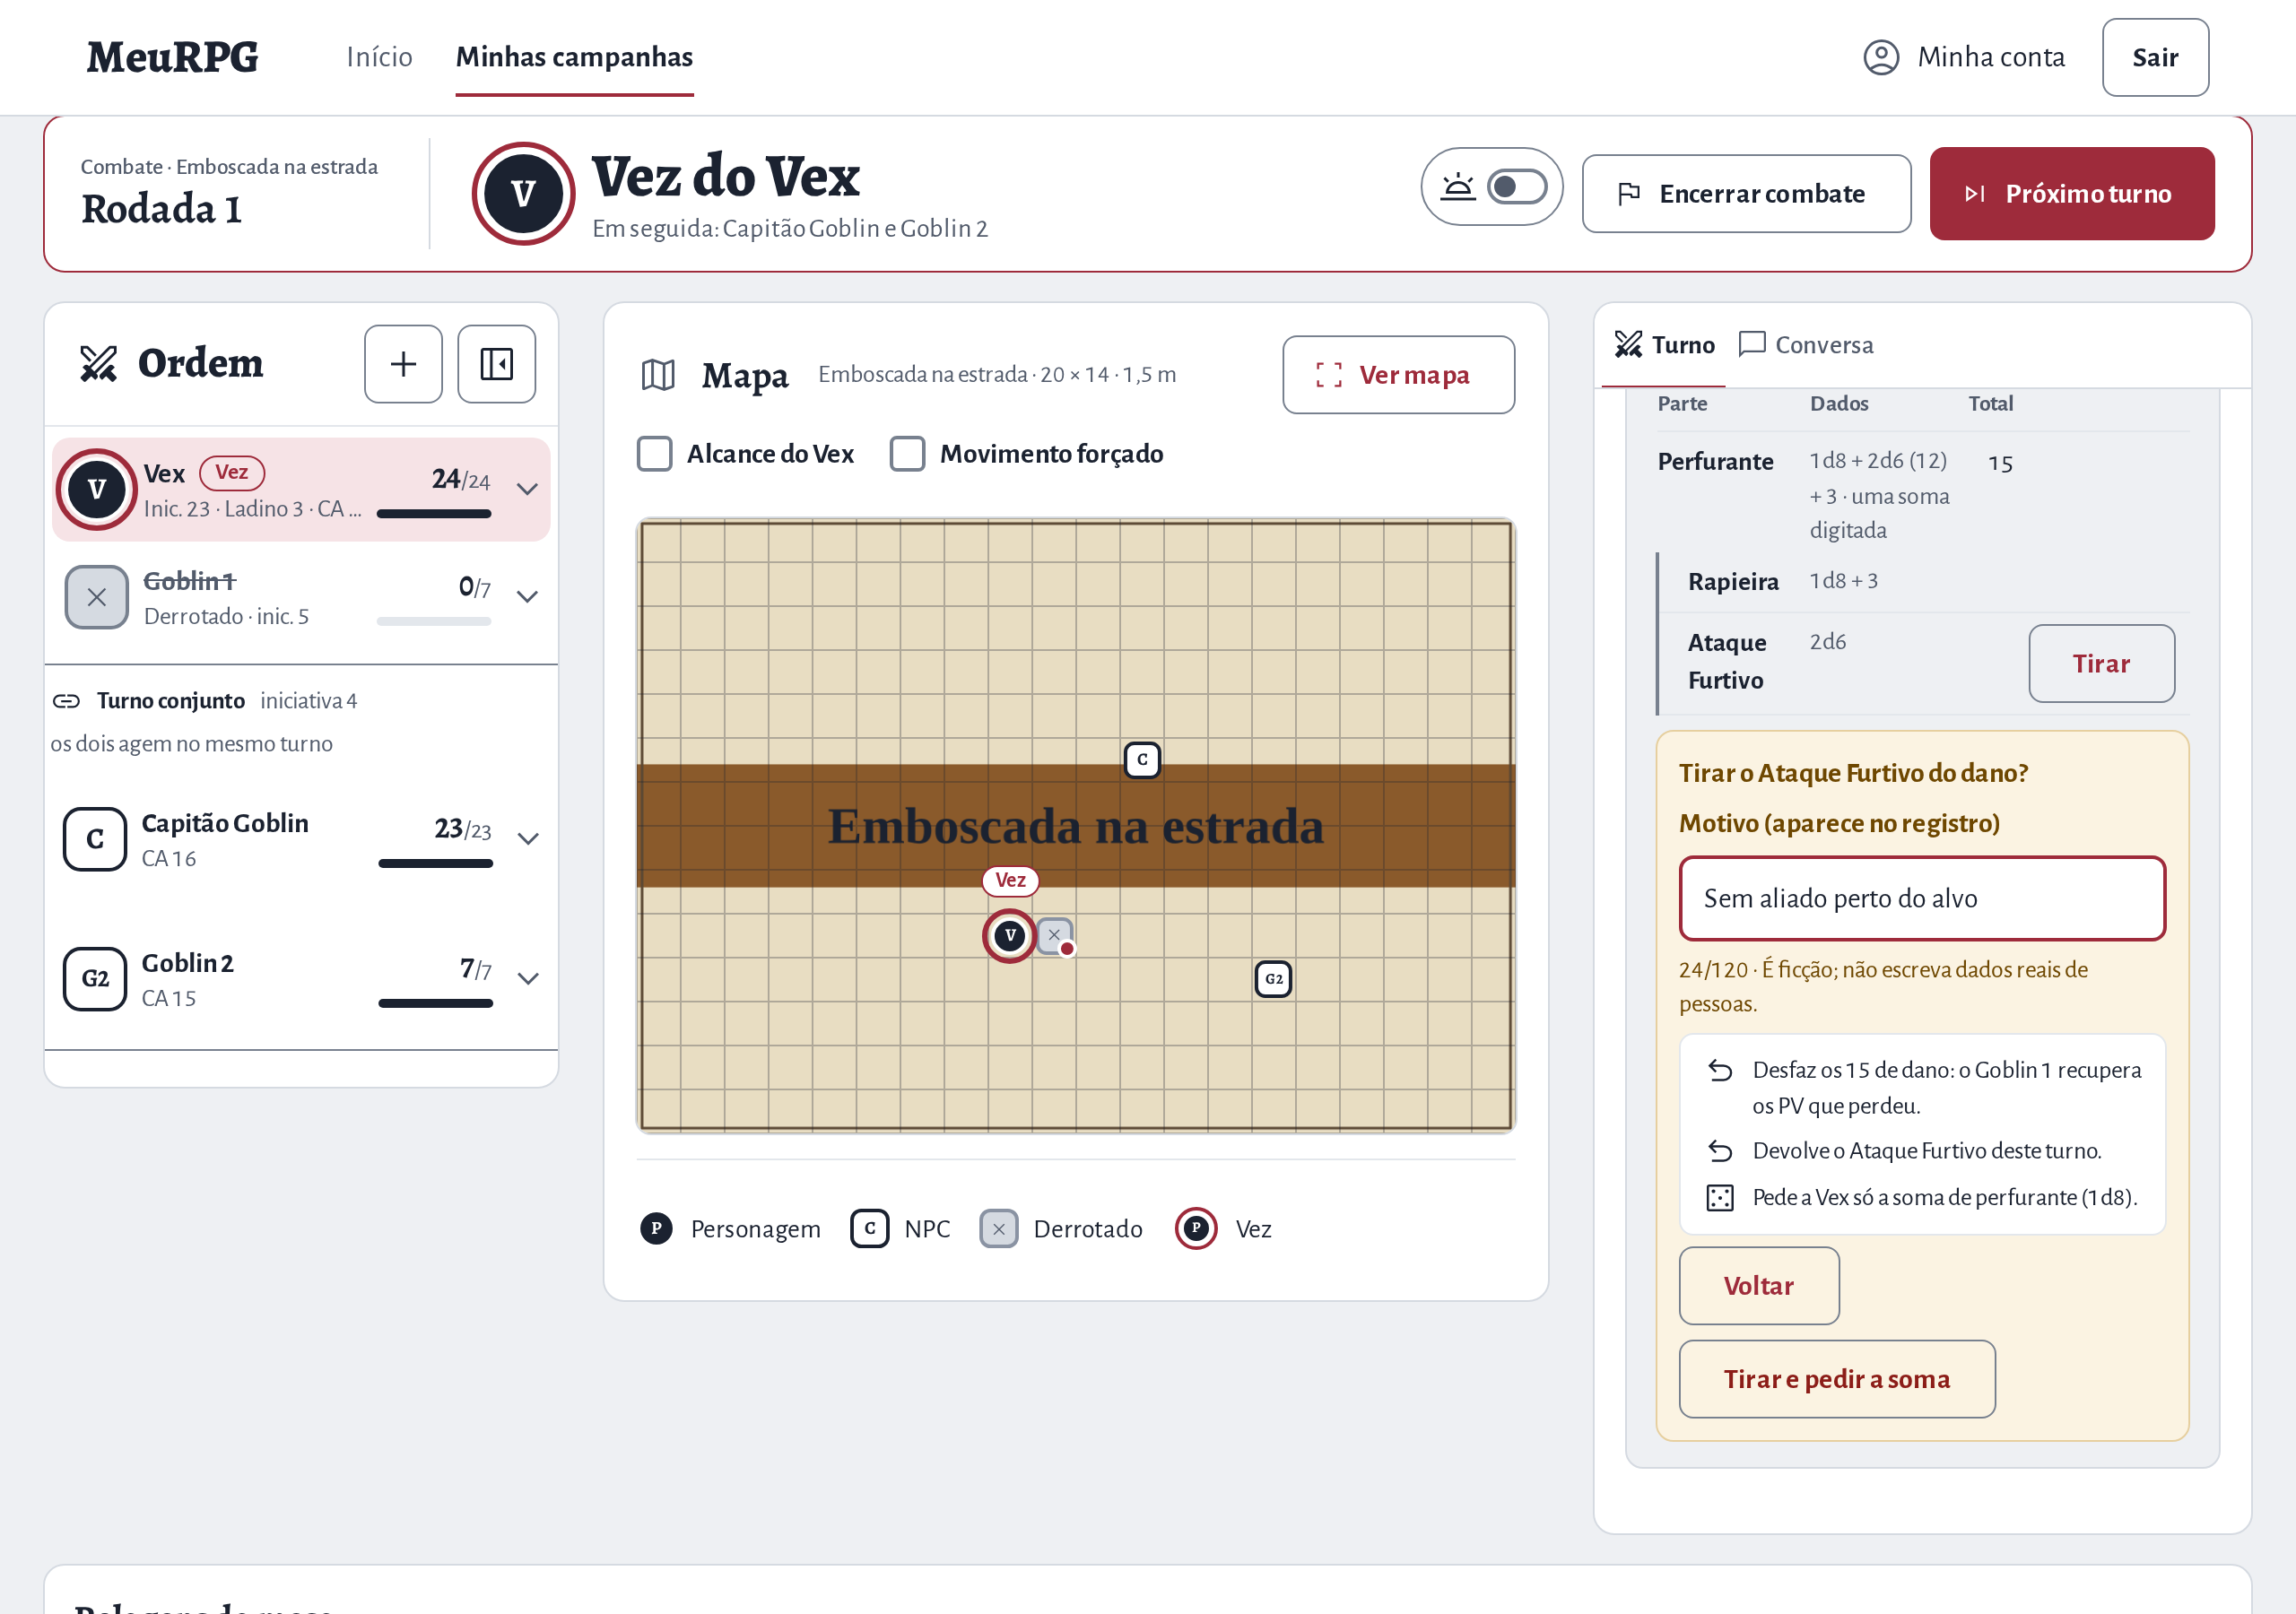 MeuRPG
Início
Minhas campanhas
Minha conta
Sair
Combate · Emboscada na estrada
Rodada 1
V
Vez do Vex
Em seguida: Capitão Goblin e Goblin 2
Encerrar combate
Próximo turno
Ordem
V
Vex
Vez
24/24
Inic. 23 · Ladino 3 · CA ...
Goblin 1
0/7
Derrotado · inic. 5
Turno conjunto iniciativa 4
os dois agem no mesmo turno
C
Capitão Goblin
23/23
CA 16
G2
Goblin 2
7/7
CA 15
Mapa
Emboscada na estrada · 20 × 14 · 1,5 m
Ver mapa
Alcance do Vex
Movimento forçado
C
Emboscada na estrada
Vez
V
G2
P
Personagem
C
NPC
Derrotado
P
Vez
Turno
Conversa
Parte
Dados
Total
Perfurante
1d8 + 2d6 (12)
15
+ 3 · uma soma
digitada
Rapieira
1d8 + 3
Ataque
2d6
Furtivo
Tirar
Tirar o Ataque Furtivo do dano?
Motivo (aparece no registro)
Sem aliado perto do alvo
24/120 · É ficção; não escreva dados reais de
pessoas.
Desfaz os 15 de dano: o Goblin 1 recupera
os PV que perdeu.
Devolve o Ataque Furtivo deste turno.
Pede a Vex só a soma de perfurante (1d8).
Voltar
Tirar e pedir a soma